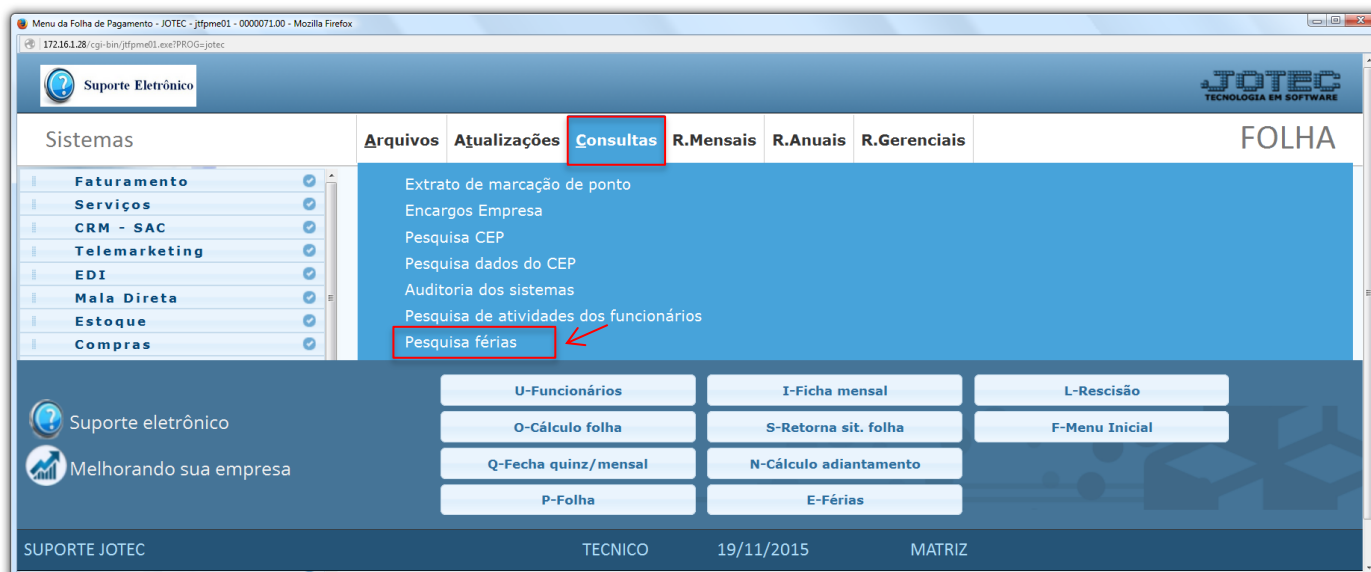 Menu da Folha de Pagamento - JOTEC - jtfpme01 - 0000071.00 - Mozilla Firefox
172.16.1.28/cgi-bin/jtfpme01.exe?PROG=jotec
Suporte Eletrônico
JOTEC
TECNOLOGIA EM SOFTWARE
Sistemas
Arquivos Atualizações Consultas R.Mensais R.Anuais R.Gerenciais
FOLHA
Faturamento
Serviços
CRM - SAC
Telemarketing
EDI
Mala Direta
Estoque
Compras
Extrato de marcação de ponto
Encargos Empresa
Pesquisa CEP
Pesquisa dados do CEP
Auditoria dos sistemas
Pesquisa de atividades dos funcionários
Pesquisa férias
Suporte eletrônico
Melhorando sua empresa
U-Funcionários I-Ficha mensal L-Rescisão
O-Cálculo folha S-Retorna sit. folha F-Menu Inicial
Q-Fecha quinz/mensal N-Cálculo adiantamento
P-Folha E-Férias
SUPORTE JOTEC TECNICO 19/11/2015 MATRIZ